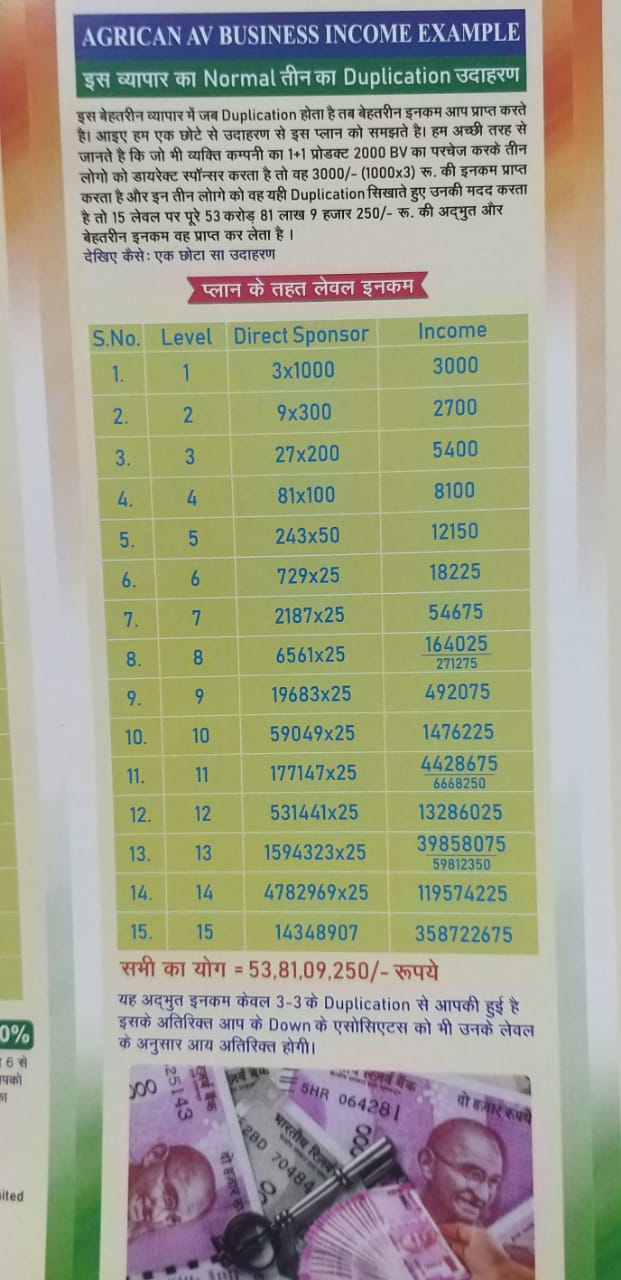 AGRICAN AV BUSINESS INCOME EXAMPLE
इस व्यापार का Normal तीन का Duplication उदाहरण
इस बेहतरीन व्यापार में जब Duplication होता है तब बेहतरीन इनकम आप प्राप्त करते
है। आइए हम एक छोटे से उदाहरण से इस प्लान को समझते है। हम अच्छी तरह से
जानते है कि जो भी व्यक्ति कम्पनी का 1+1 प्रोडक्ट 2000 BV का परचेज करके तीन
लोगो को डायरेक्ट स्पॉन्सर करता है तो वह 3000/- (1000x3) रू. की इनकम प्राप्त
करता है और इन तीन लोगो को वह यही Duplication सिखाते हुए उनकी मदद करता
है तो 15 लेवल पर पूरे 53 करोड़ 81 लाख 9 हजार 250/- रू. की अद्भुत और
बेहतरीन इनकम वह प्राप्त कर लेता है ।
देखिए कैसे: एक छोटा सा उदाहरण
प्लान के तहत लेवल इनकम
S.No. Level Direct Sponsor Income
1. 1 3x1000 3000
2. 2 9x300 2700
3. 3 27x200 5400
4. 4 81x100 8100
5. 5 243x50 12150
6. 6 729x25 18225
7. 7 2187x25 54675
8. 8 6561x25 164025
271275
9. 9 19683x25 492075
10. 10 59049x25 1476225
11. 11 177147x25 4428675
6668250
12. 12 531441x25 13286025
13. 13 1594323x25 39858075
59812350
14. 14 4782969x25 119574225
15. 15 14348907 358722675
सभी का योग = 53,81,09,250/- रूपये
यह अद्भुत इनकम केवल 3-3 के Duplication से आपकी हुई है
इसके अतिरिक्त आप के Down के एसोसिएटस को भी उनके लेवल
के अनुसार आय अतिरिक्त होगी।
0%
6 से
5HR 064281
दो हज़ार रुपये
25143
2BD 70484